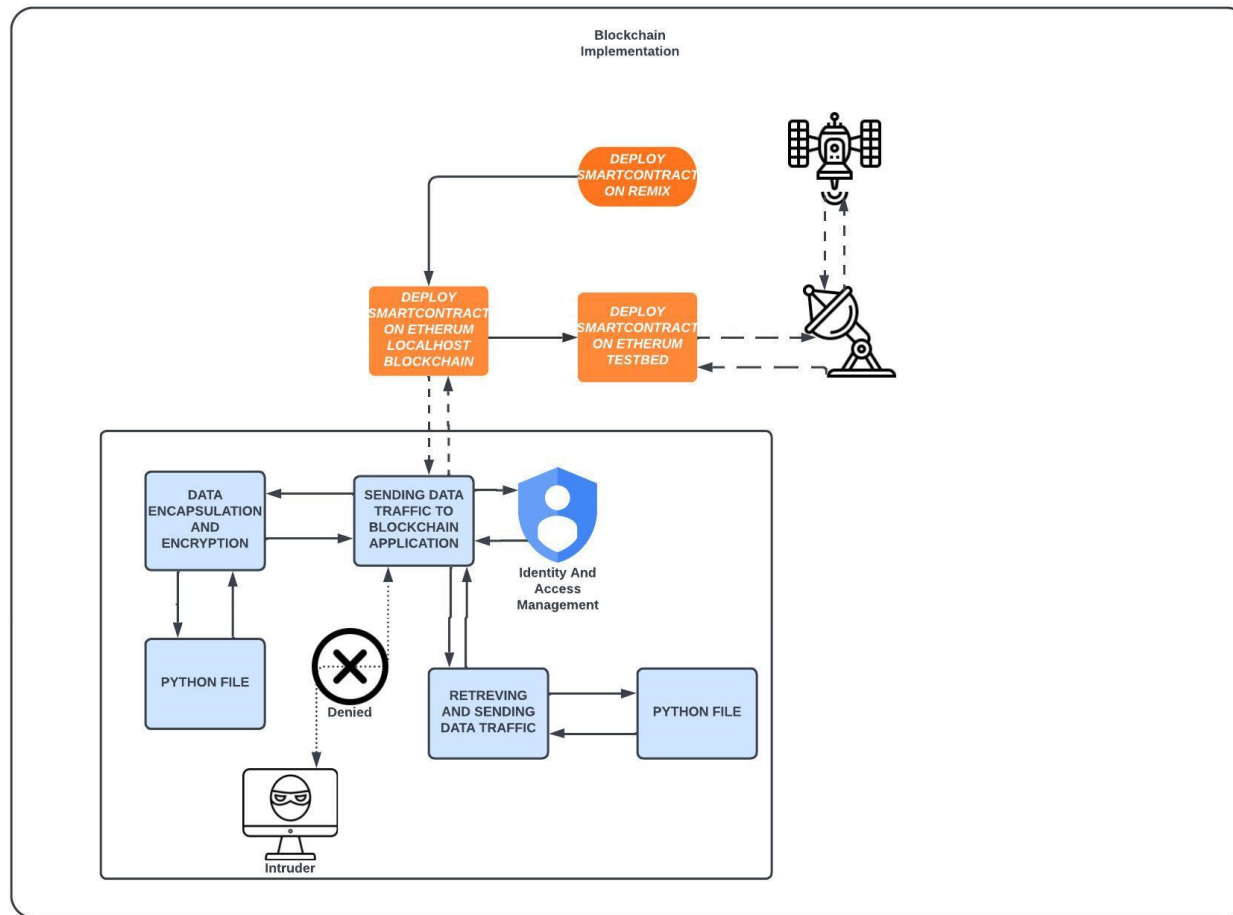 Blockchain
Implementation
DEPLOY
SMARTCONTRACT
ON REMIX
DEPLOY
SMARTCONTRACT
ON ETHERUM
LOCALHOST
BLOCKCHAIN
DEPLOY
SMARTCONTRACT
ON ETHERUM
TESTBED
DATA
ENCAPSULATION
AND
ENCRYPTION
SENDING DATA
TRAFFIC TO
BLOCKCHAIN
APPLICATION
Identity And
Access
Management
PYTHON FILE
Denied
RETREVING
AND SENDING
DATA TRAFFIC
PYTHON FILE
Intruder